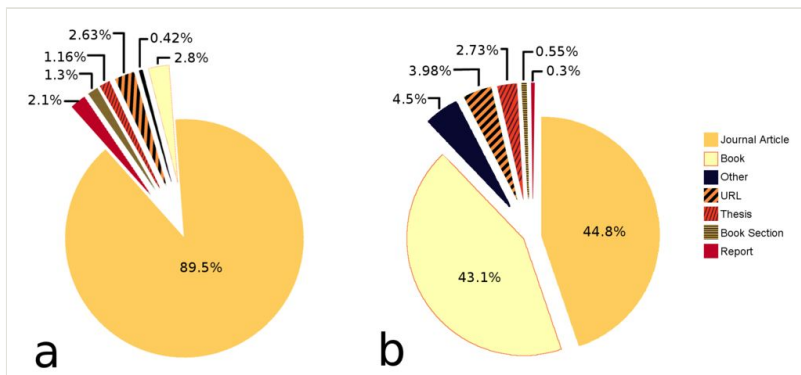 2.63%
0.42%
1.16%
2.8%
1.3%
2.1%
89.5%
a
2.73%
0.55%
3.98%
0.3%
4.5%
44.8%
43.1%
b
Journal Article
Book
Other
URL
Thesis
Book Section
Report